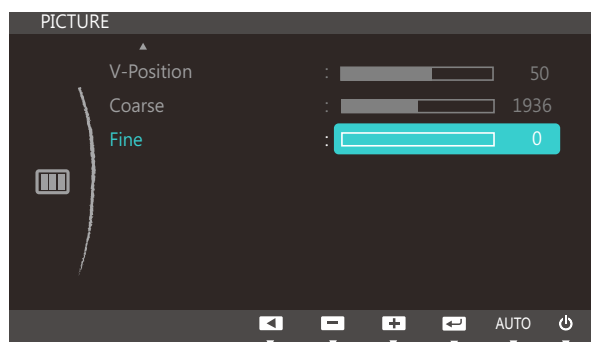 PICTURE
V-Position : 50
Coarse : 1936
Fine : 0
AUTO